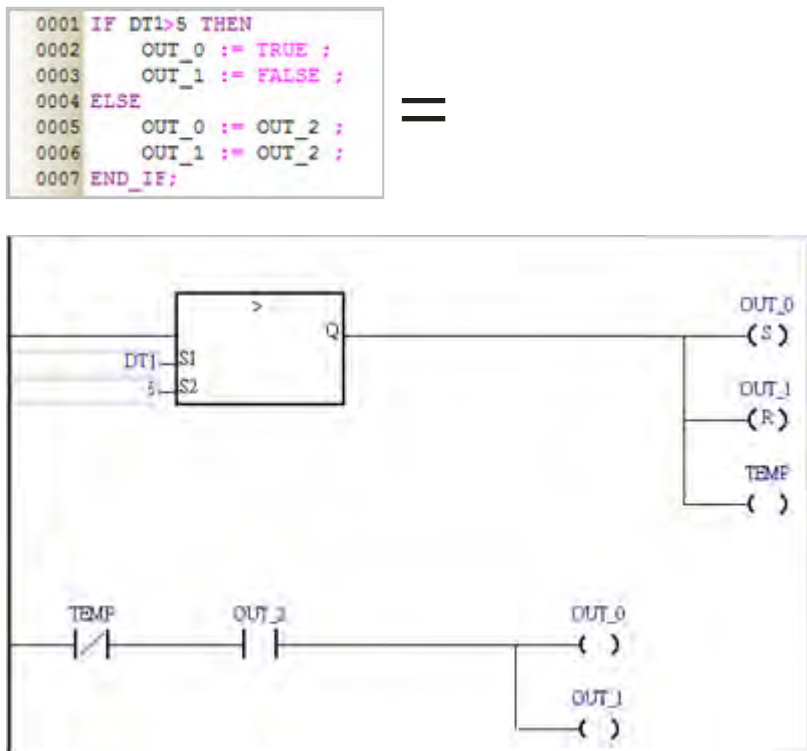 0001 IF DT1>5 THEN
0002 OUT_0 := TRUE ;
0003 OUT_1 := FALSE ;
0004 ELSE
0005 OUT_0 := OUT_2 ;
0006 OUT_1 := OUT_2 ;
0007 END_IF;
=
>
OUT_0
Q
(S)
DT1 S1
5 S2
OUT_1
(R)
TEMP
( )
TEMP OUT_2 OUT_0
( )
OUT_1
( )